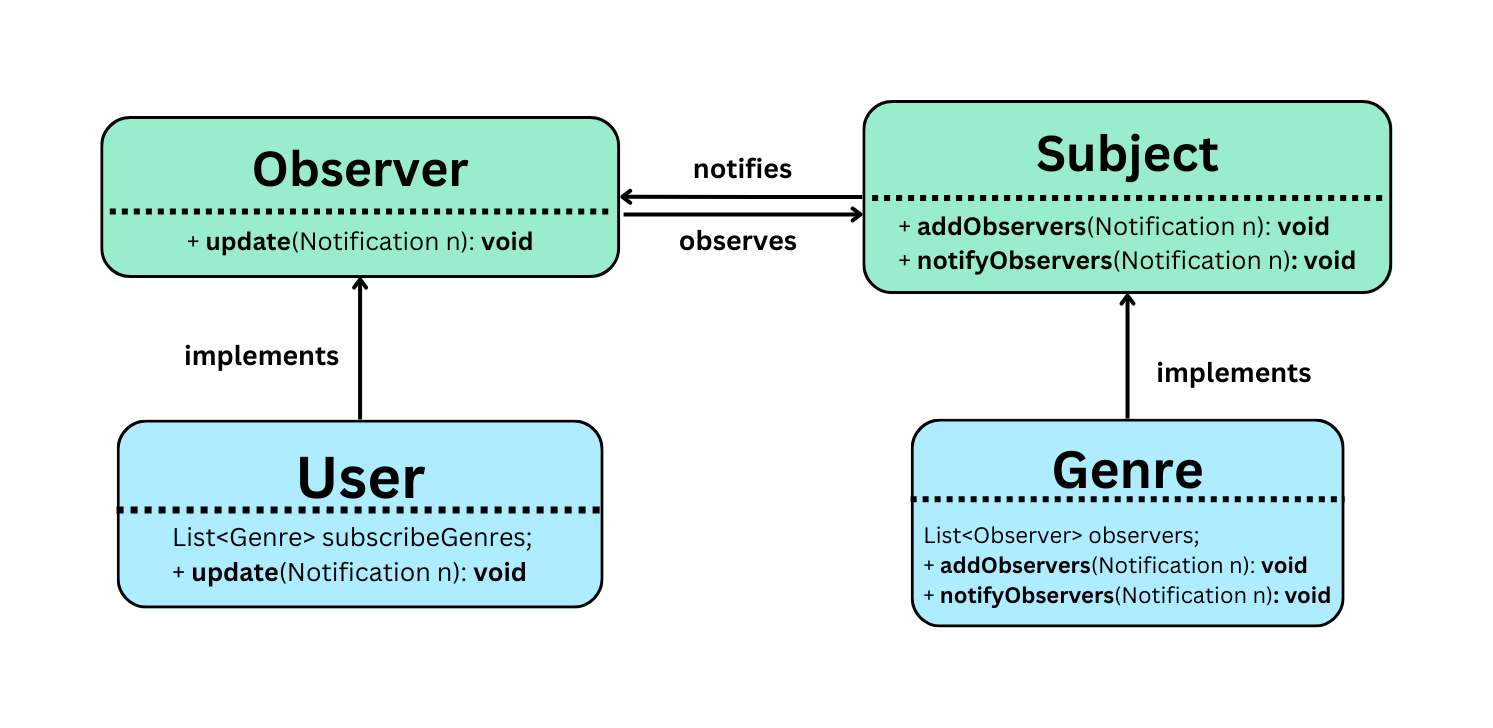 Observer
+ update(Notification n): void
notifies
observes
Subject
+ addObservers(Notification n): void
+ notifyObservers(Notification n): void
implements
implements
User
List<Genre> subscribeGenres;
+ update(Notification n): void
Genre
List<Observer> observers;
+ addObservers(Notification n): void
+ notifyObservers(Notification n): void